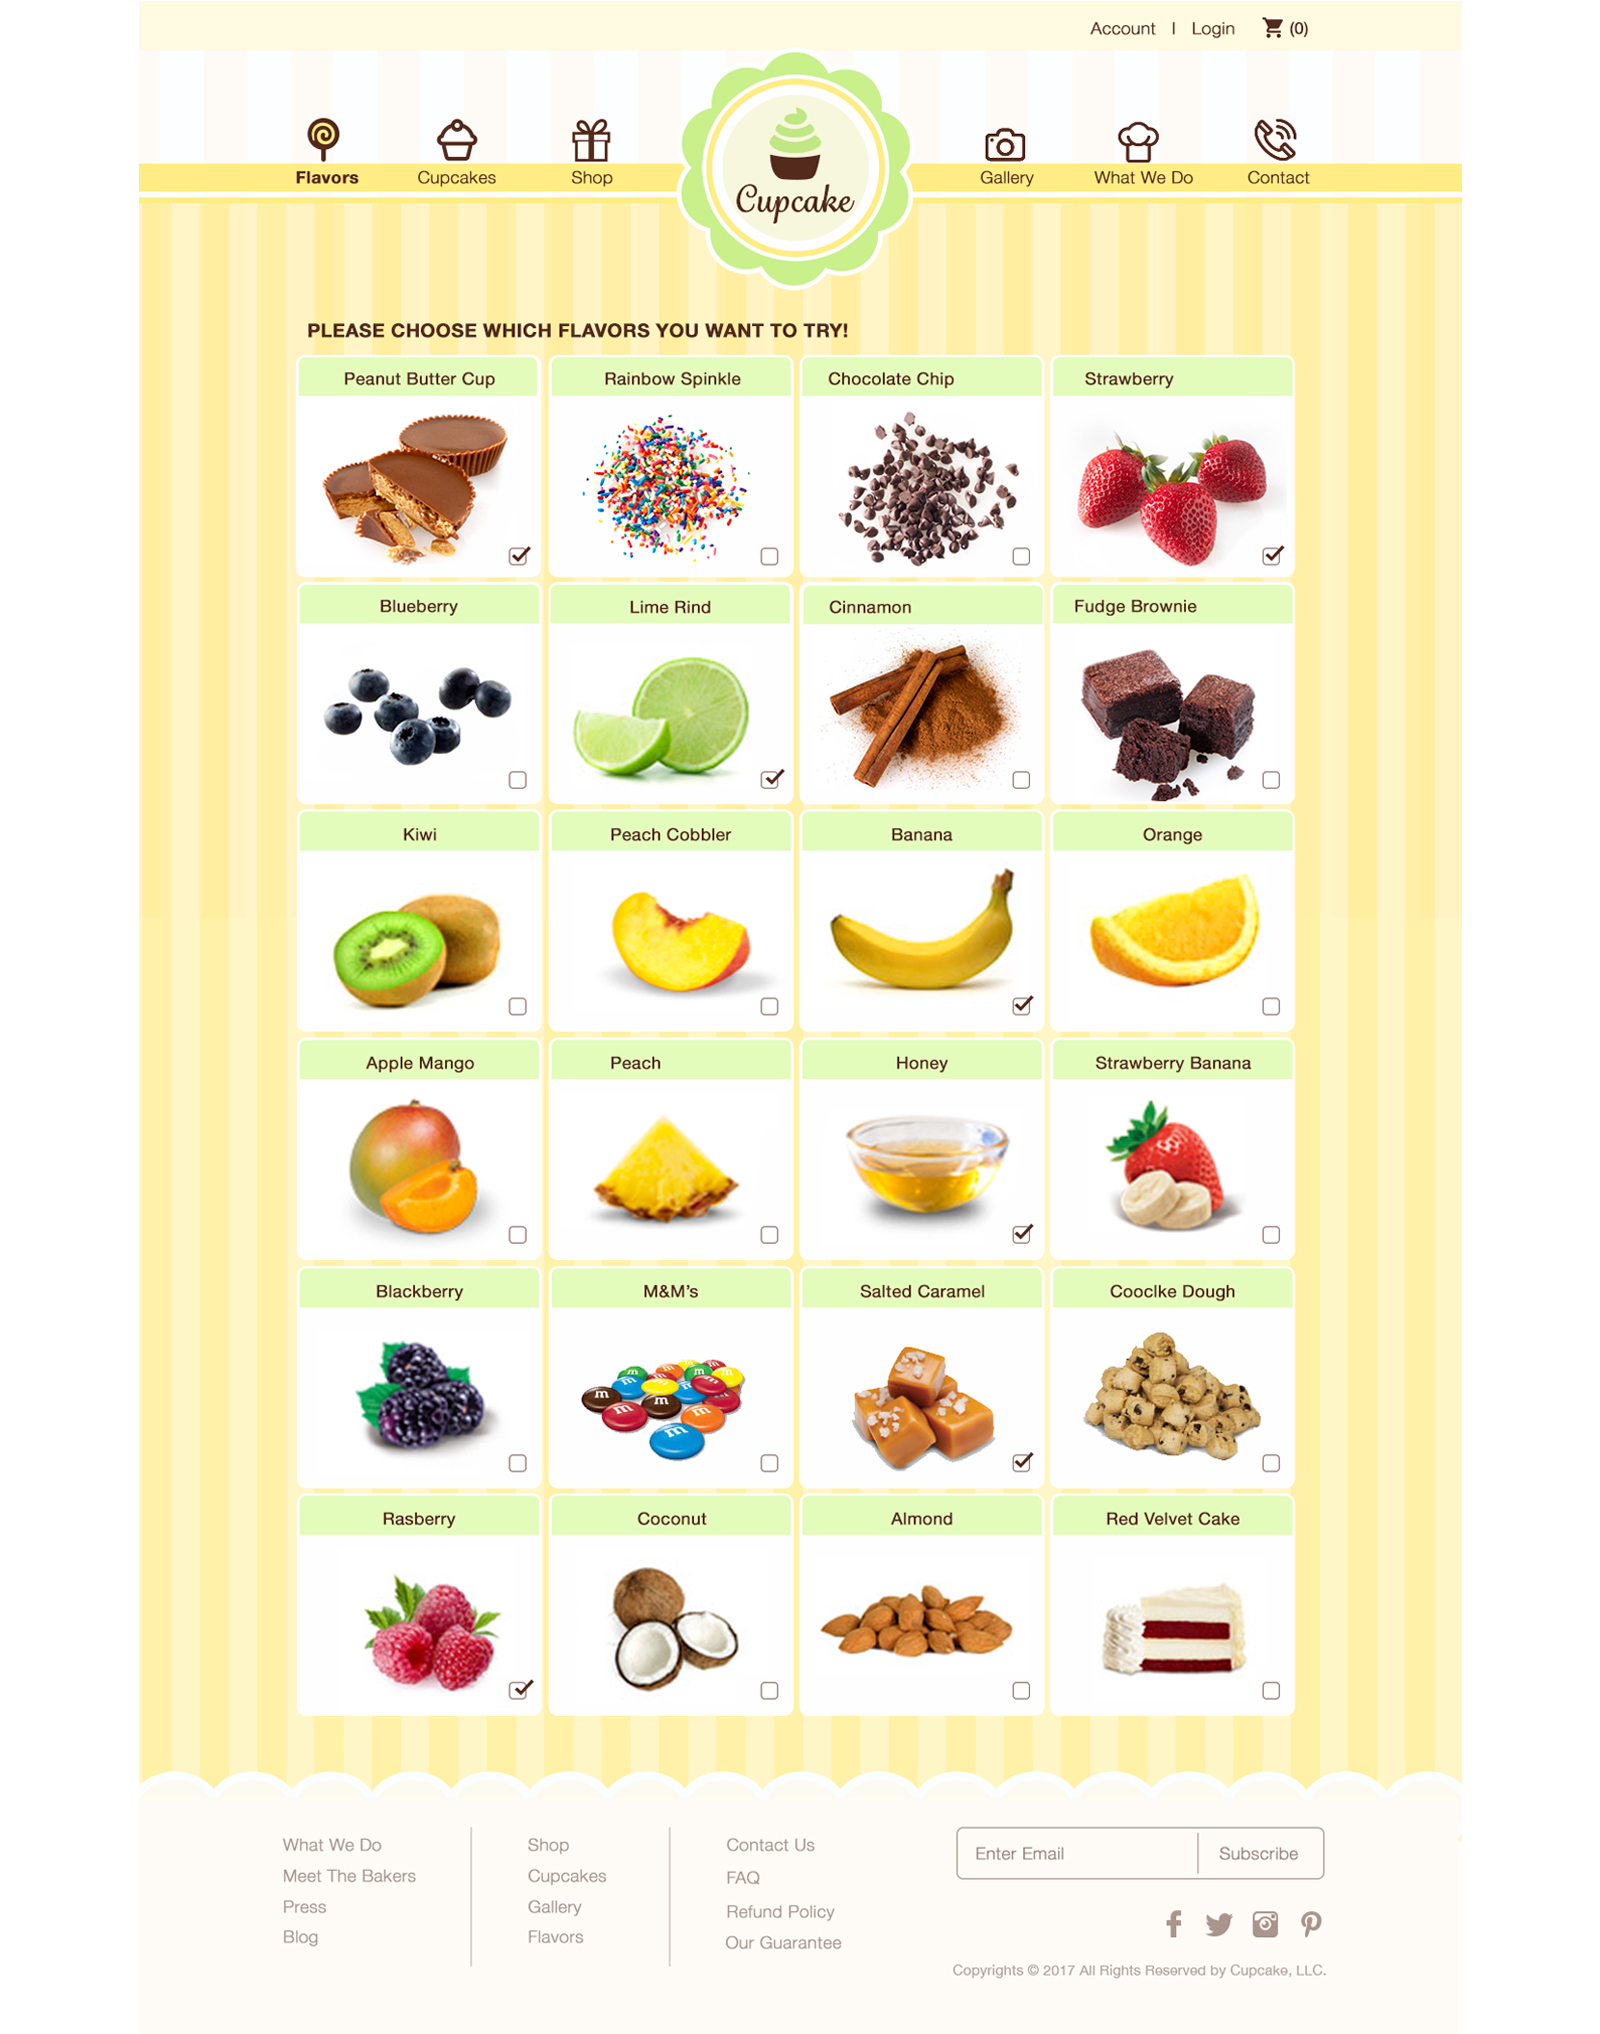 Account | Login (0)
Flavors Cupcakes Shop Cupcake Gallery What We Do Contact
PLEASE CHOOSE WHICH FLAVORS YOU WANT TO TRY!
Peanut Butter Cup Rainbow Spinkle Chocolate Chip Strawberry
Blueberry Lime Rind Cinnamon Fudge Brownie
Kiwi Peach Cobbler Banana Orange
Apple Mango Peach Honey Strawberry Banana
Blackberry M&M's Salted Caramel Cooclke Dough
m m m m m m m m
Rasberry Coconut Almond Red Velvet Cake
What We Do
Meet The Bakers
Press
Blog
Shop
Cupcakes
Gallery
Flavors
Contact Us
FAQ
Refund Policy
Our Guarantee
Enter Email Subscribe
Copyrights © 2017 All Rights Reserved by Cupcake, LLC.